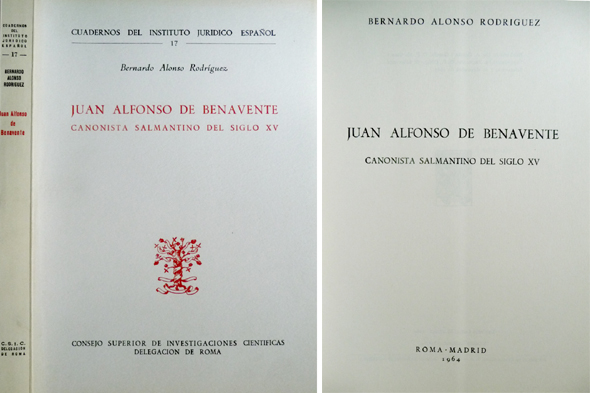 CUADERNOS
DEL
INSTITUTO
JURIDICO
ESPAÑOL
— 17 —
BERNARDO
ALONSO
RODRIGUEZ
Juan Alfonso
de
Benavente
C. S. I. C.
DELEGACION
DE ROMA
CUADERNOS DEL INSTITUTO JURIDICO ESPAÑOL
17
Bernardo Alonso Rodríguez
JUAN ALFONSO DE BENAVENTE
CANONISTA SALMANTINO DEL SIGLO XV
CONSEJO SUPERIOR DE INVESTIGACIONES CIENTIFICAS
DELEGACION DE ROMA
BERNARDO ALONSO RODRIGUEZ
JUAN ALFONSO DE BENAVENTE
CANONISTA SALMANTINO DEL SIGLO XV
ROMA - MADRID
1964